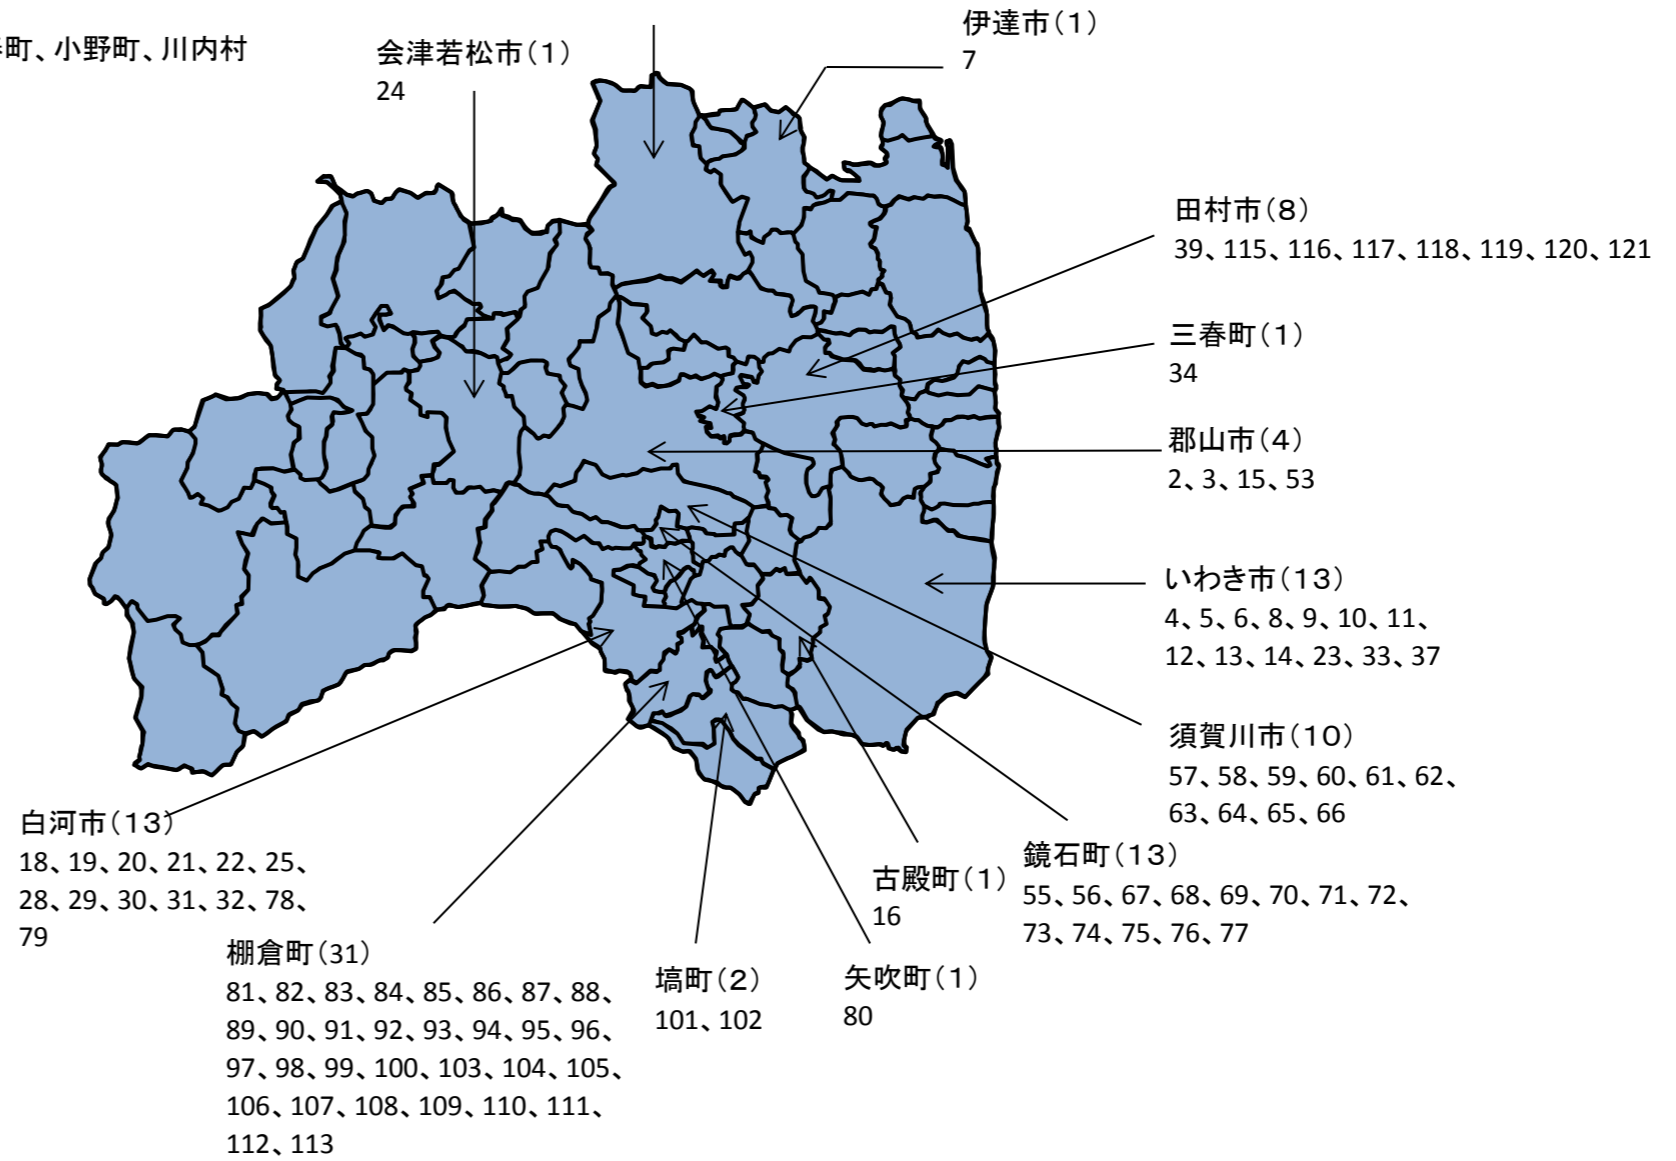 町、小野町、川内村
会津若松市(1)
24
伊達市(1)
7
田村市(8)
39、115、116、117、118、119、120、121
三春町(1)
34
郡山市(4)
2、3、15、53
いわき市(13)
4、5、6、8、9、10、11、
12、13、14、23、33、37
須賀川市(10)
57、58、59、60、61、62、
63、64、65、66
鏡石町(13)
55、56、67、68、69、70、71、72、
73、74、75、76、77
古殿町(1)
16
矢吹町(1)
80
塙町(2)
101、102
白河市(13)
18、19、20、21、22、25、
28、29、30、31、32、78、
79
棚倉町(31)
81、82、83、84、85、86、87、88、
89、90、91、92、93、94、95、96、
97、98、99、100、103、104、105、
106、107、108、109、110、111、
112、113